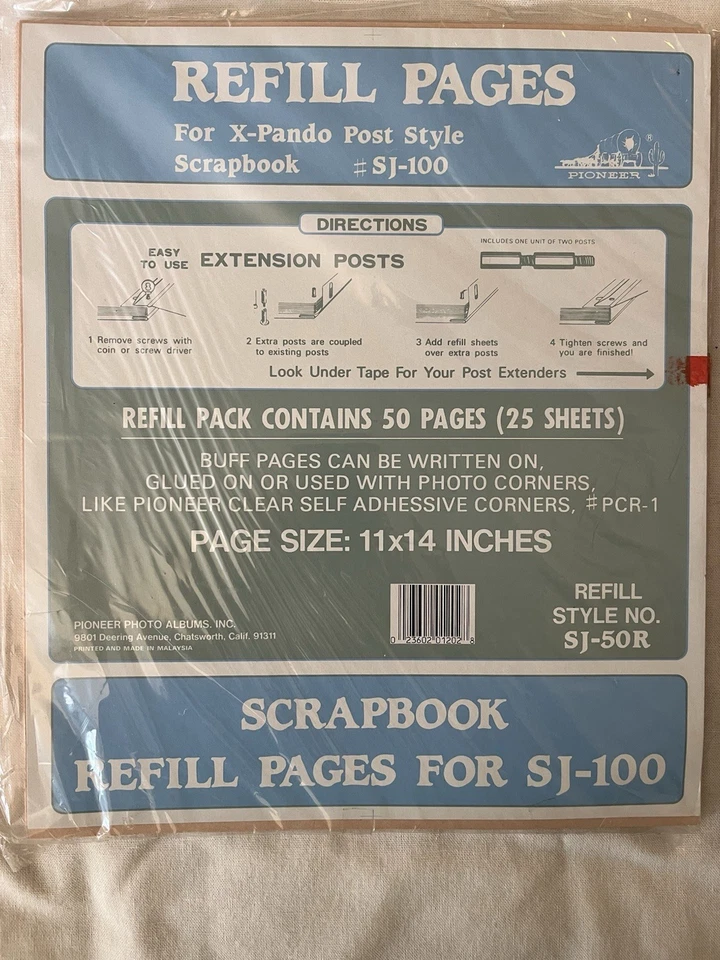 REFILL PAGES
For X-Pando Post Style
Scrapbook #SJ-100
®
PIONEER
DIRECTIONS
INCLUDES ONE UNIT OF TWO POSTS
EASY
TO USE EXTENSION POSTS
1 Remove screws with
coin or screw driver
2 Extra posts are coupled
to existing posts
3 Add refill sheets
over extra posts
4 Tighten screws and
you are finished!
Look Under Tape For Your Post Extenders
REFILL PACK CONTAINS 50 PAGES (25 SHEETS)
BUFF PAGES CAN BE WRITTEN ON,
GLUED ON OR USED WITH PHOTO CORNERS,
LIKE PIONEER CLEAR SELF ADHESSIVE CORNERS, #PCR-1
PAGE SIZE: 11x14 INCHES
PIONEER PHOTO ALBUMS, INC.
9801 Deering Avenue, Chatsworth, Calif. 91311
PRINTED AND MADE IN MALAYSIA
0 23602 01202 8
REFILL
STYLE NO.
SJ-50R
SCRAPBOOK
REFILL PAGES FOR SJ-100